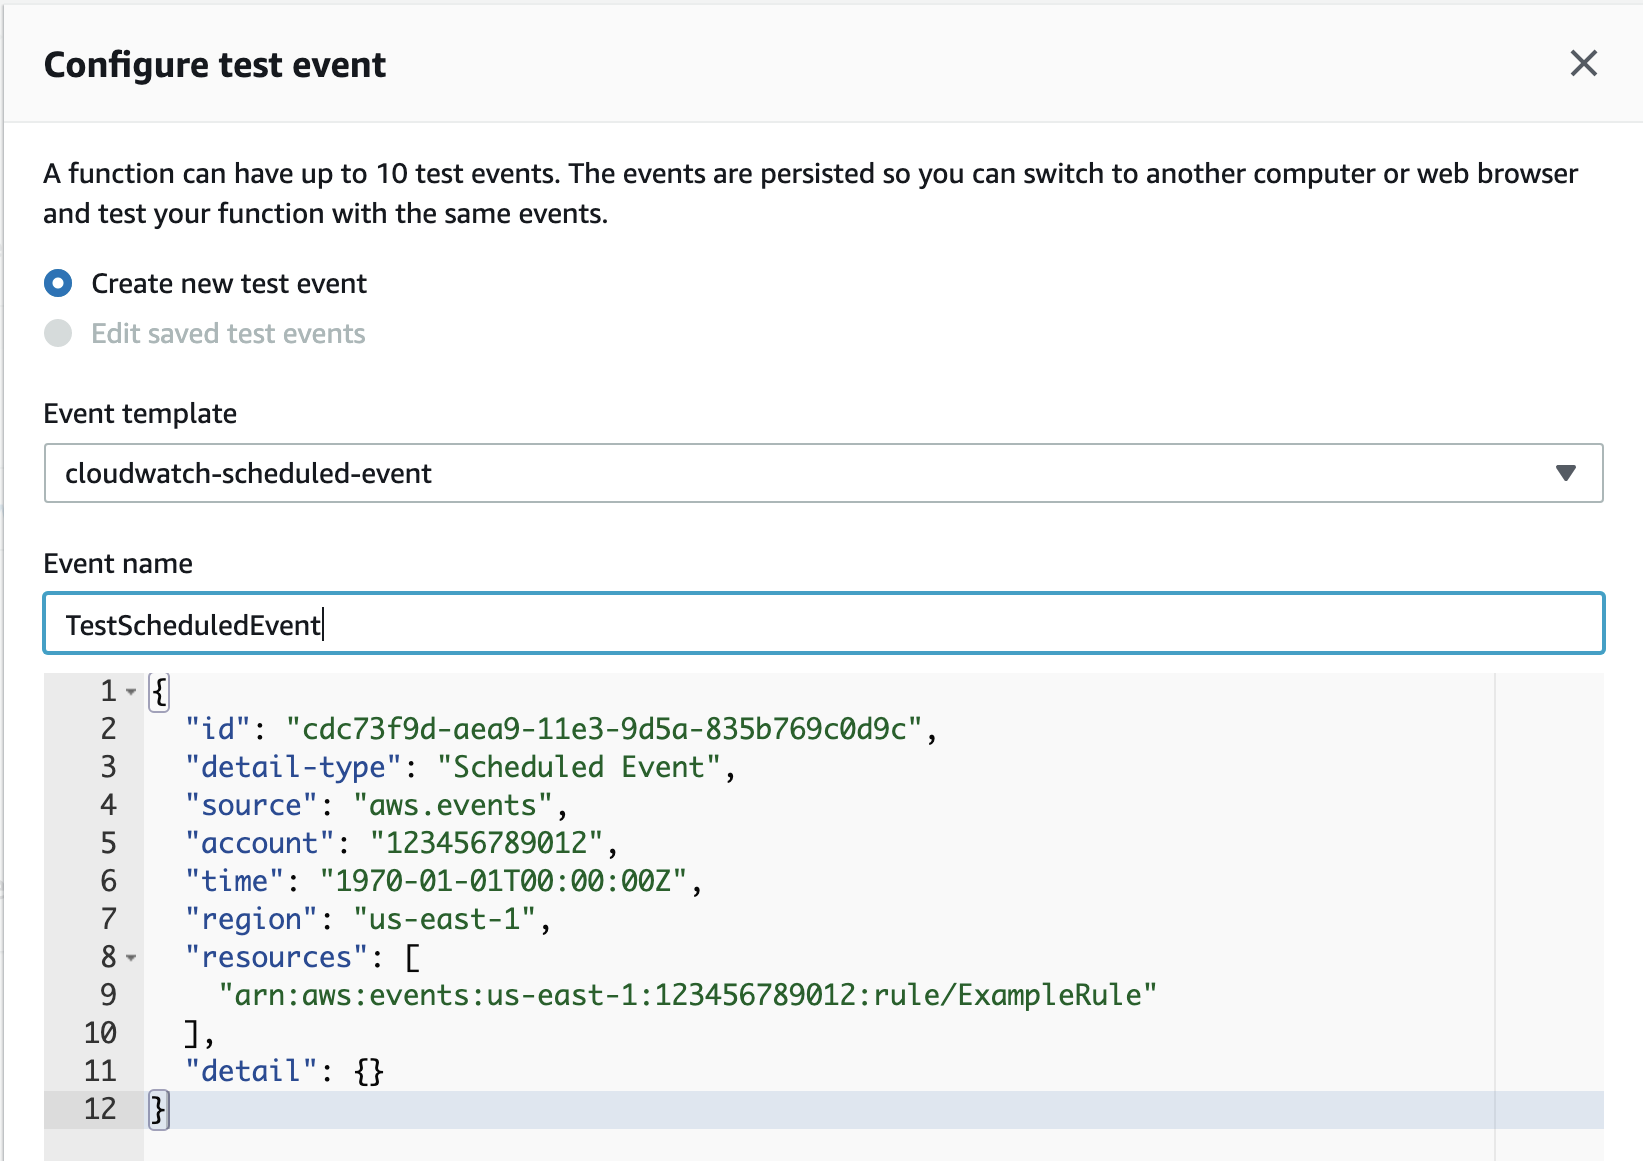 Configure test event
A function can have up to 10 test events. The events are persisted so you can switch to another computer or web browser
and test your function with the same events.
Create new test event
Edit saved test events
Event template
cloudwatch-scheduled-event
Event name
TestScheduledEvent
1 {
2 "id": "cdc73f9d-aea9-11e3-9d5a-835b769c0d9c",
3 "detail-type": "Scheduled Event",
4 "source": "aws.events",
5 "account": "123456789012",
6 "time": "1970-01-01T00:00:00Z",
7 "region": "us-east-1",
8 "resources": [
9 "arn:aws:events:us-east-1:123456789012:rule/ExampleRule"
10 ],
11 "detail": {}
12 }